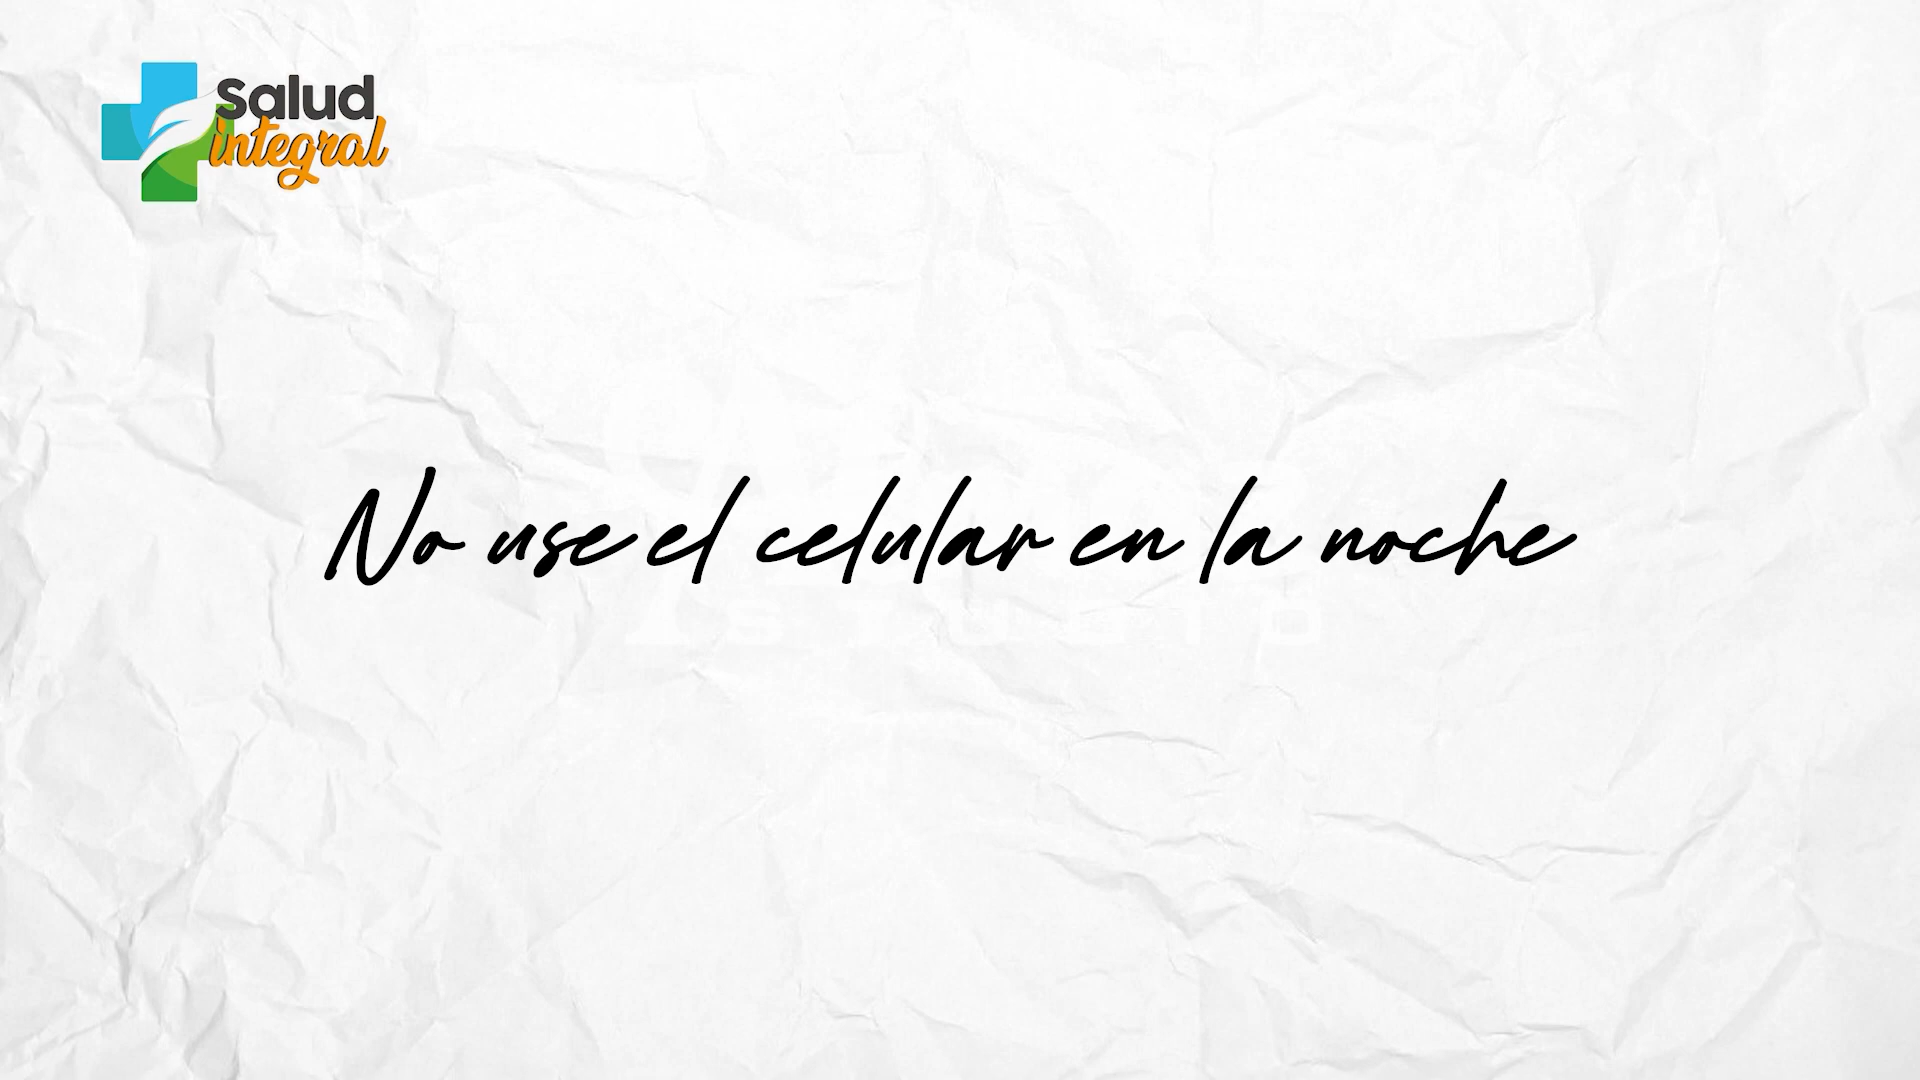 Salud
integral
No use el celular en la noche